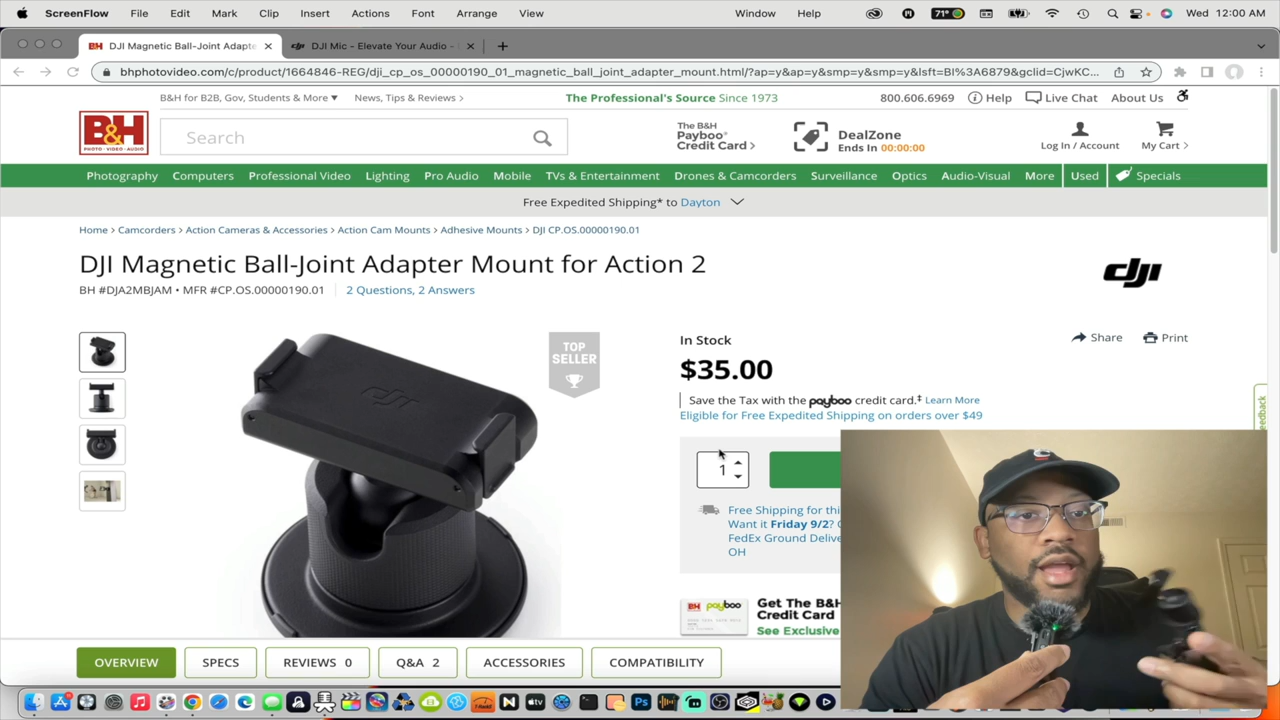 ScreenFlow File Edit Mark Clip Insert Actions Font Arrange View Window Help 71° Wed 12:00 AM
DJI Magnetic Ball-Joint Adapte
DJI Mic – Elevate Your Audio -
bhphotovideo.com/c/product/1664846-REG/dji_cp_os_00000190_01_magnetic_ball_joint_adapter_mount.html/?ap=y&ap=y&smp=y&smp=y&lsft=BI%3A6879&gclid=CjwKC...
B&H for B2B, Gov, Students & More
News, Tips & Reviews >
The Professional's Source Since 1973
800.606.6969
Help
Live Chat
About Us
B&H
PHOTO · VIDEO · AUDIO
Search
The B&H
Payboo®
Credit Card >
DealZone
Ends In 00:00:00
Log In / Account
My Cart >
Photography Computers Professional Video Lighting Pro Audio Mobile TVs & Entertainment Drones & Camcorders Surveillance Optics Audio-Visual More Used Specials
Free Expedited Shipping* to Dayton
Home > Camcorders > Action Cameras & Accessories > Action Cam Mounts > Adhesive Mounts > DJI CP.OS.00000190.01
DJI Magnetic Ball-Joint Adapter Mount for Action 2
BH #DJA2MBJAM • MFR #CP.OS.00000190.01
2 Questions, 2 Answers
dji
TOP
SELLER
dji
In Stock
Share
Print
$35.00
Save the Tax with the payboo credit card.‡ Learn More
Eligible for Free Expedited Shipping on orders over $49
1
Free Shipping for thi
Want it Friday 9/2?
FedEx Ground Delive
OH
B&H payboo
Get The B&H
Credit Card
See Exclusive
feedback
OVERVIEW SPECS REVIEWS 0 Q&A 2 ACCESSORIES COMPATIBILITY